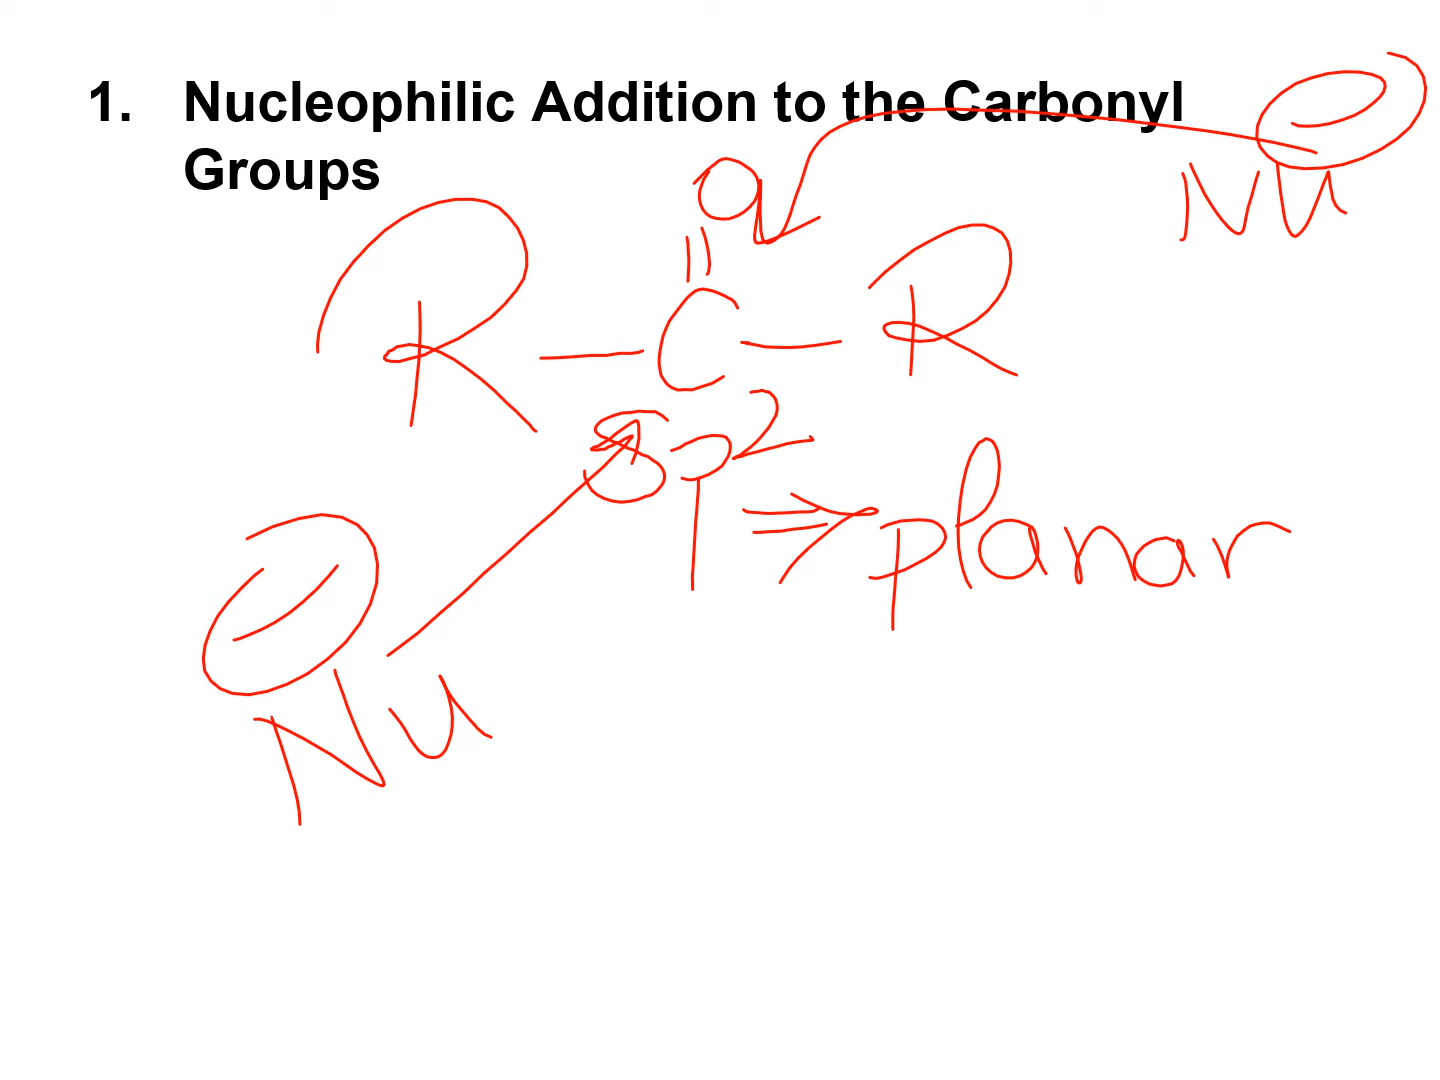 1. Nucleophilic Addition to the Carbonyl
Groups
Nu
O
R — C — R
sp2
⇒ planar
Nu